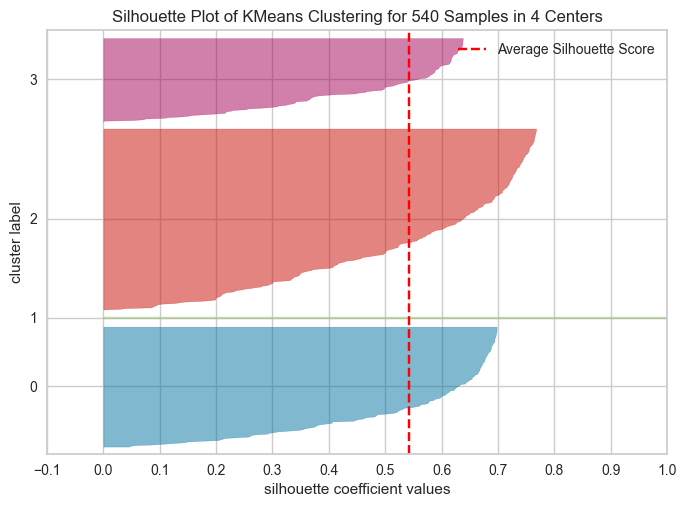 Silhouette Plot of KMeans Clustering for 540 Samples in 4 Centers
Average Silhouette Score
3
2
1
0
cluster label
−0.1 0.0 0.1 0.2 0.3 0.4 0.5 0.6 0.7 0.8 0.9 1.0
silhouette coefficient values